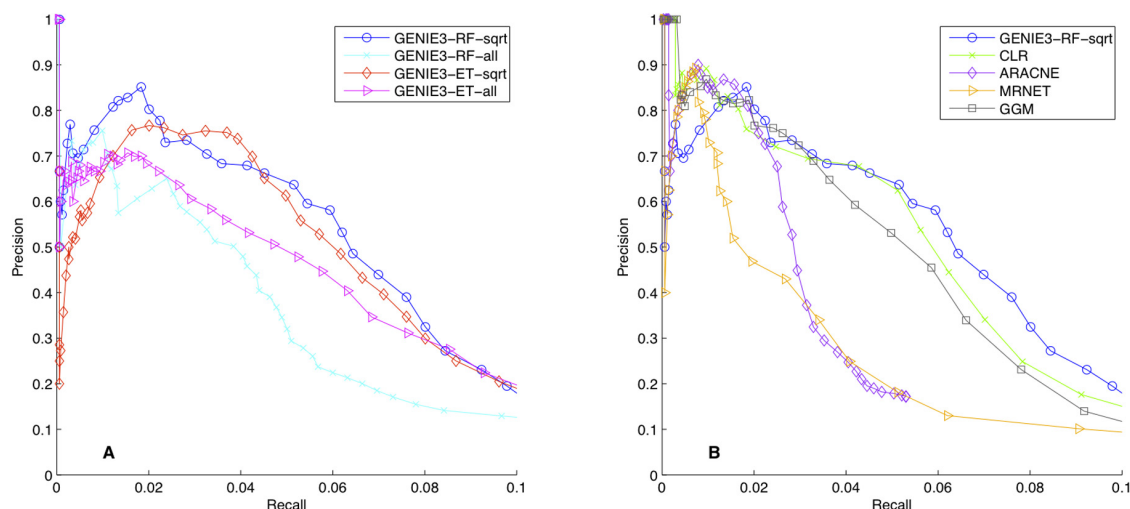 1
0.9
0.8
0.7
0.6
0.5
0.4
0.3
0.2
0.1
0
Precision
0 0.02 0.04 0.06 0.08 0.1
Recall
GENIE3-RF-sqrt
GENIE3-RF-all
GENIE3-ET-sqrt
GENIE3-ET-all
A
1
0.9
0.8
0.7
0.6
0.5
0.4
0.3
0.2
0.1
0
Precision
0 0.02 0.04 0.06 0.08 0.1
Recall
GENIE3-RF-sqrt
CLR
ARACNE
MRNET
GGM
B